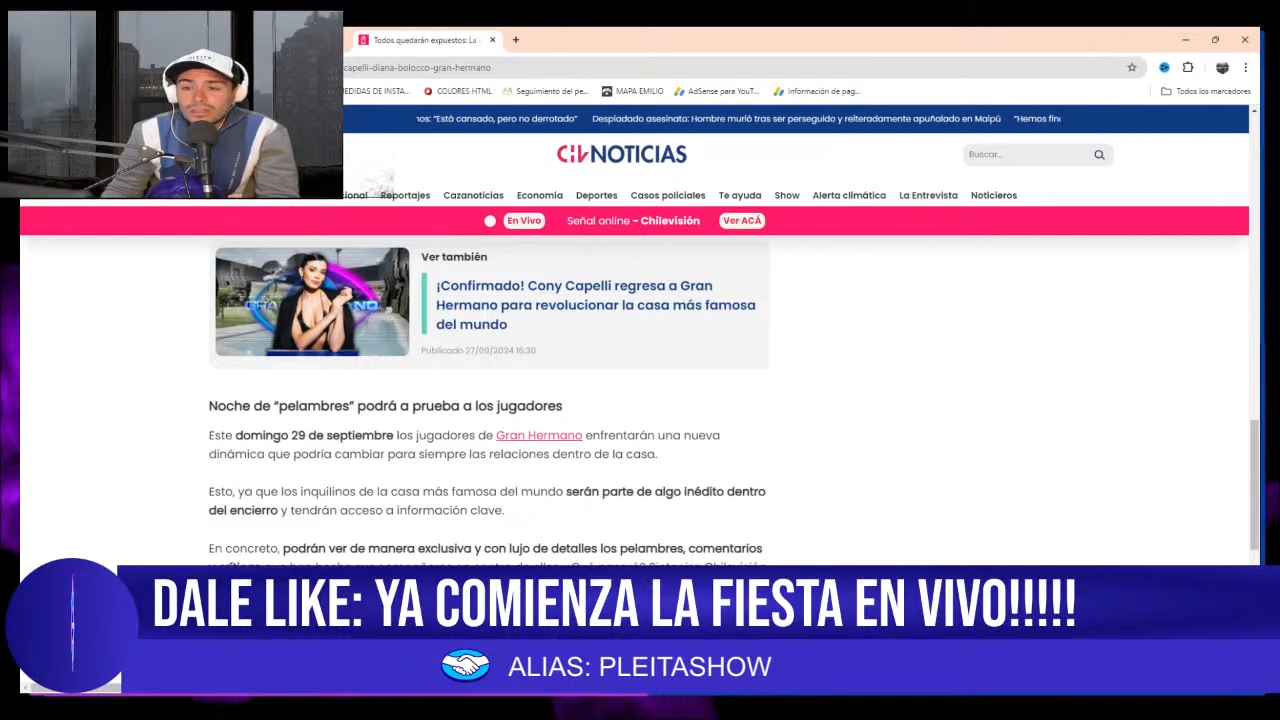 PLEITA
Todos quedarán expuestos: La
capelli-diana-bolocco-gran-hermano
MEDIDAS DE INSTA...
COLORES HTML
Seguimiento del pe...
MAPA EMILIO
AdSense para YouT...
Información de pag...
Todos los marcadores
nos: “Está cansado, pero no derrotado”
Despiadado asesinato: Hombre murió tras ser perseguido y reiteradamente apuñalado en Maipú
“Hemos fin
CHV NOTICIAS
Buscar...
cional
Reportajes
Cazanoticias
Economía
Deportes
Casos policiales
Te ayuda
Show
Alerta climática
La Entrevista
Noticieros
En Vivo
Señal online – Chilevisión
Ver ACÁ
GRAN HERMANO
Ver también
¡Confirmado! Cony Capelli regresa a Gran
Hermano para revolucionar la casa más famosa
del mundo
Publicado 27/09/2024 16:30
Noche de “pelambres” podrá a prueba a los jugadores
Este domingo 29 de septiembre los jugadores de Gran Hermano enfrentarán una nueva
dinámica que podría cambiar para siempre las relaciones dentro de la casa.
Esto, ya que los inquilinos de la casa más famosa del mundo serán parte de algo inédito dentro
del encierro y tendrán acceso a información clave.
En concreto, podrán ver de manera exclusiva y con lujo de detalles los pelambres, comentarios
DALE LIKE: YA COMIENZA LA FIESTA EN VIVO!!!!!
ALIAS: PLEITASHOW